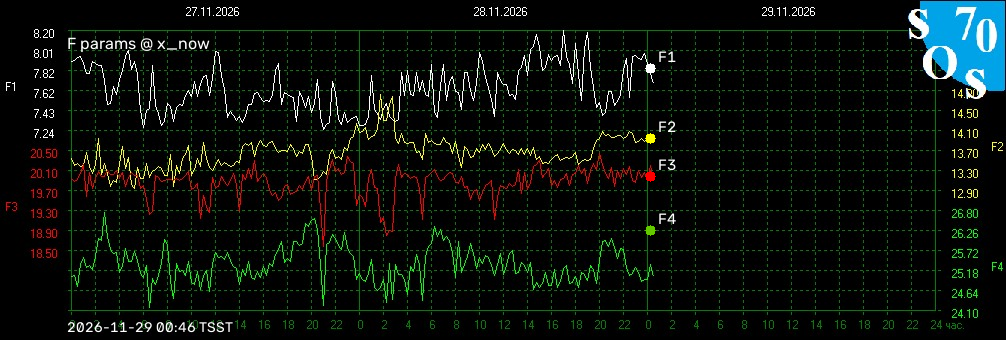 27.11.2026 28.11.2026 29.11.2026
SOS 70
F params @ x_now
8.20
8.01
7.82
7.62
7.43
7.24
F1
20.50
20.10
19.70
19.30
18.90
18.50
F3
F1
F2
F3
F4
14.90
14.50
14.10
13.70
13.30
12.90
F2
26.80
26.26
25.72
25.18
24.64
24.10
F4
2026-11-29 00:46 TSST
14 16 18 20 22 0 2 4 6 8 10 12 14 16 18 20 22 0 2 4 6 8 10 12 14 16 18 20 22 24 час.